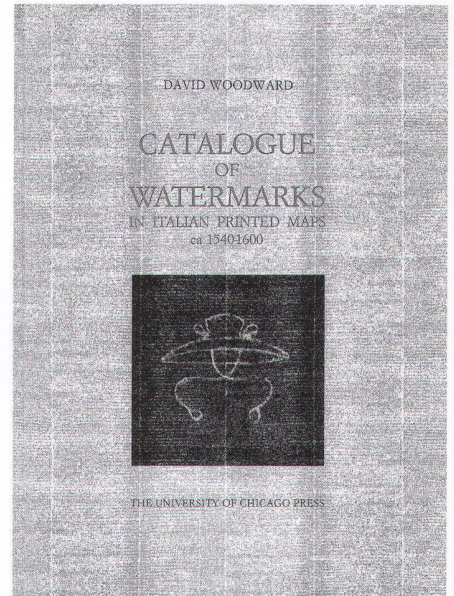 DAVID WOODWARD
CATALOGUE
OF
WATERMARKS
IN ITALIAN PRINTED MAPS
ca 1540-1600
THE UNIVERSITY OF CHICAGO PRESS